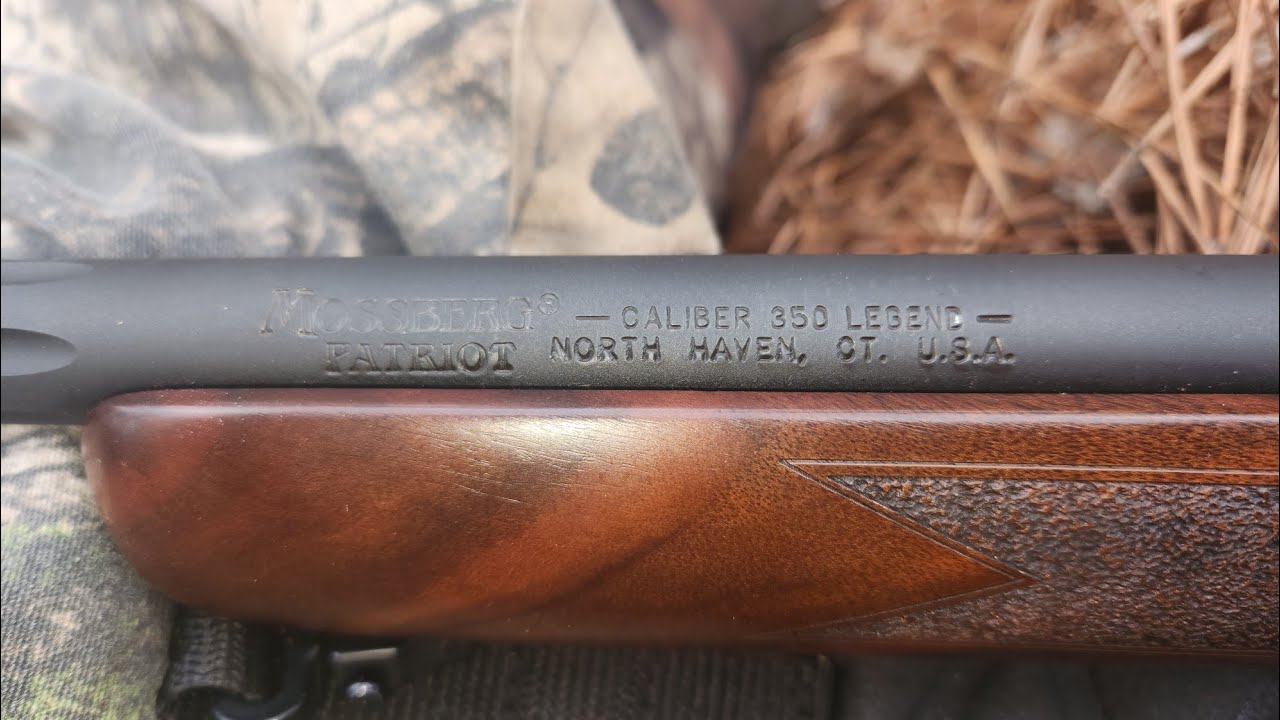 MOSSBERG® — CALIBER 350 LEGEND —
PATRIOT NORTH HAVEN, CT. U.S.A.